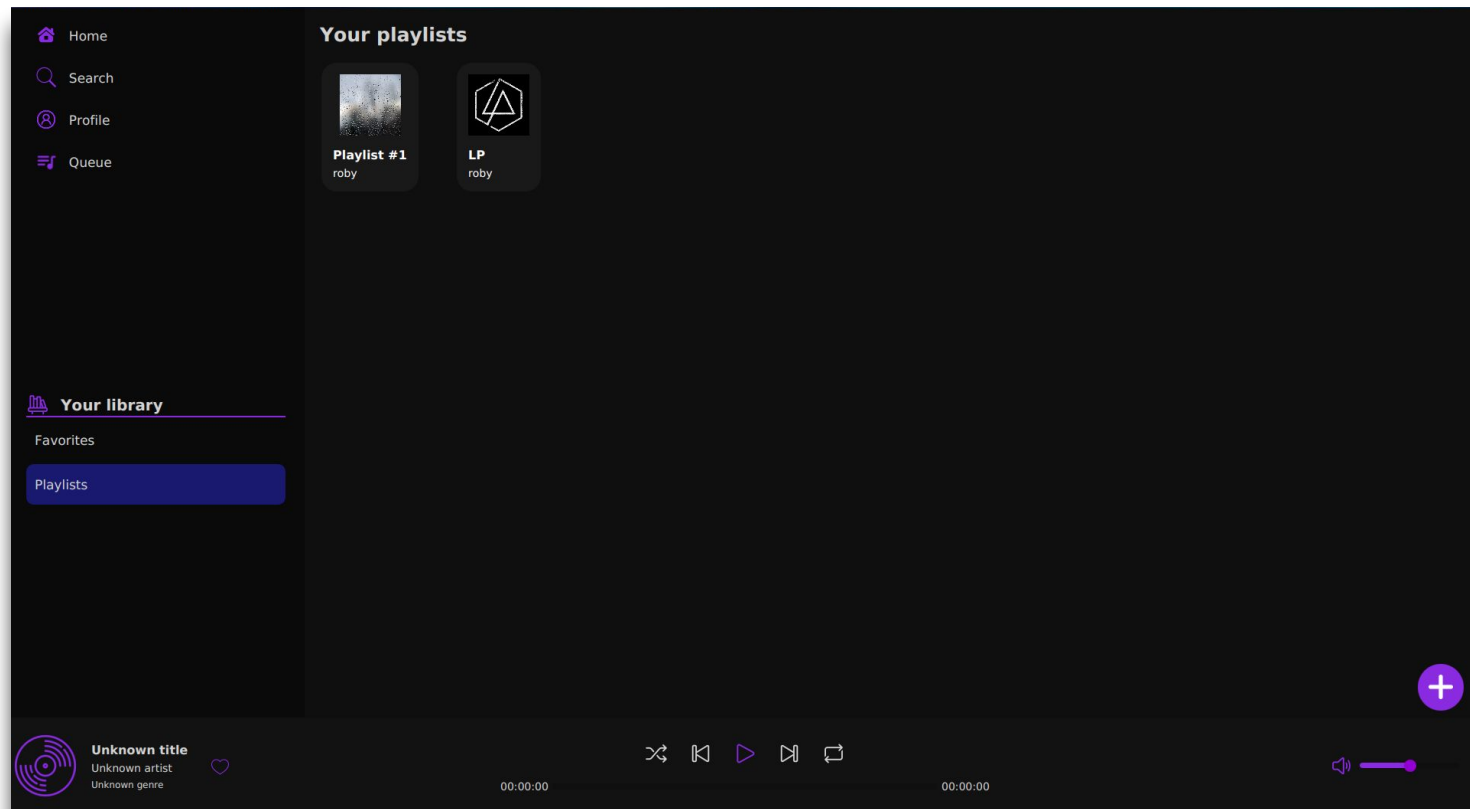 Home
Search
Profile
Queue
Your library
Favorites
Playlists
Your playlists
Playlist #1
roby
LP
roby
Unknown title
Unknown artist
Unknown genre
00:00:00
00:00:00